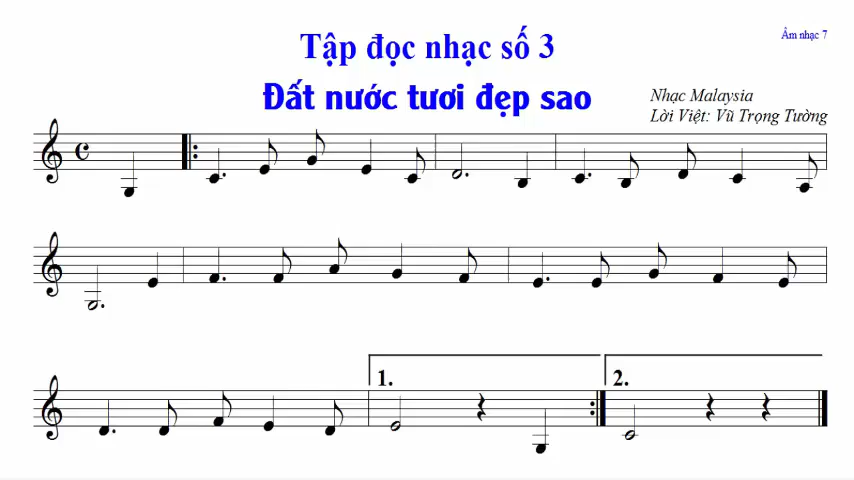 Âm nhạc 7
Tập đọc nhạc số 3
Đất nước tươi đẹp sao
Nhạc Malaysia
Lời Việt: Vũ Trọng Tường
1.
2.